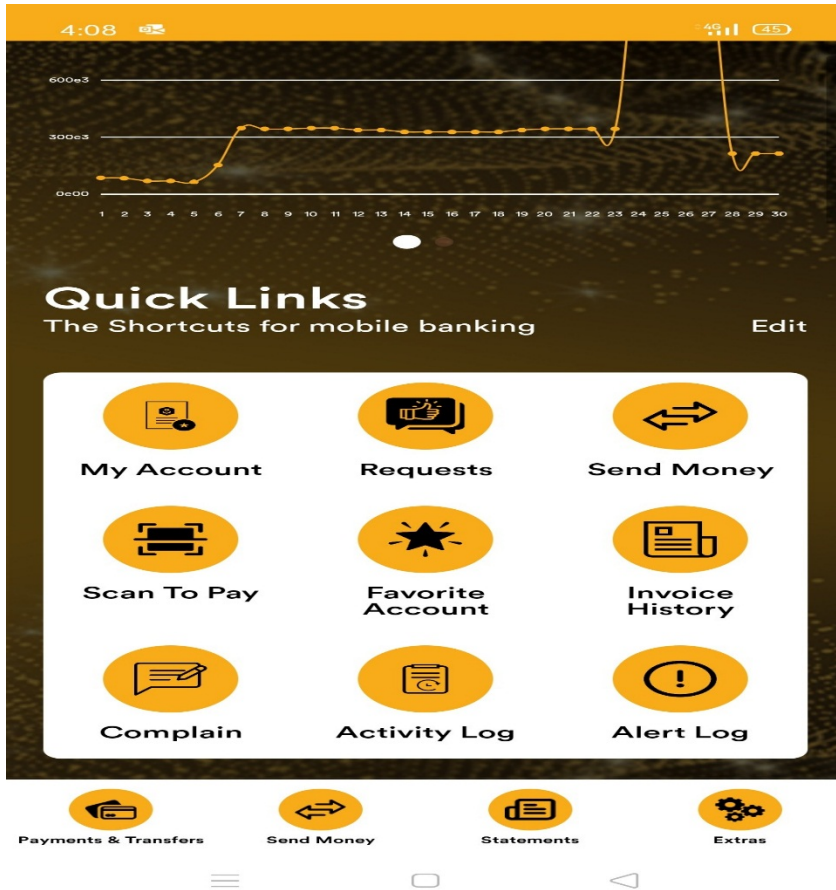 4:08 4G 45
600e3
300e3
0e00
1 2 3 4 5 6 7 8 9 10 11 12 13 14 15 16 17 18 19 20 21 22 23 24 25 26 27 28 29 30
Quick Links
The Shortcuts for mobile banking Edit
My Account Requests Send Money
Scan To Pay Favorite Account Invoice History
Complain Activity Log Alert Log
Payments & Transfers Send Money Statements Extras